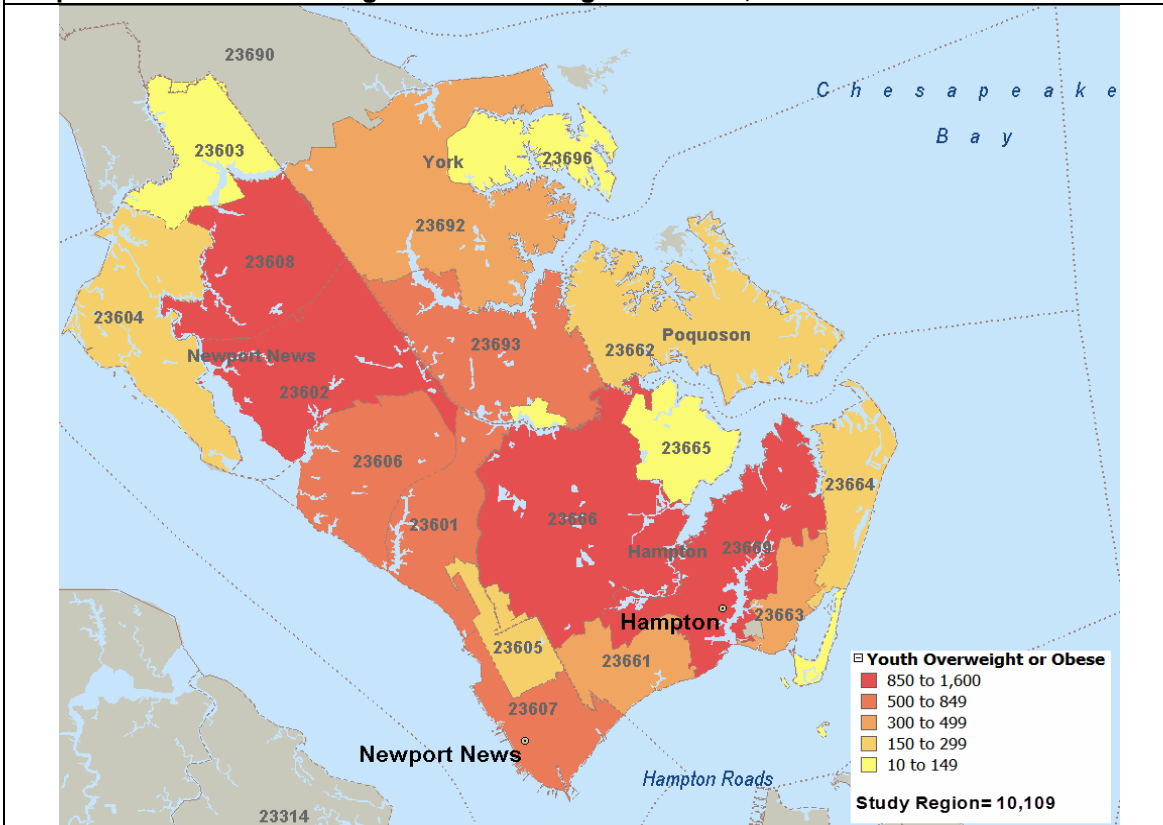 23690
C h e s a p e a k e
B a y
23603
York
23696
23692
23608
23604
Poquoson
23693
23662
Newport News
23602
23665
23606
23664
23601
23666
Hampton
23669
Hampton
23663
23605
23661
23607
Newport News
Hampton Roads
23314
Youth Overweight or Obese
850 to 1,600
500 to 849
300 to 499
150 to 299
10 to 149
Study Region= 10,109